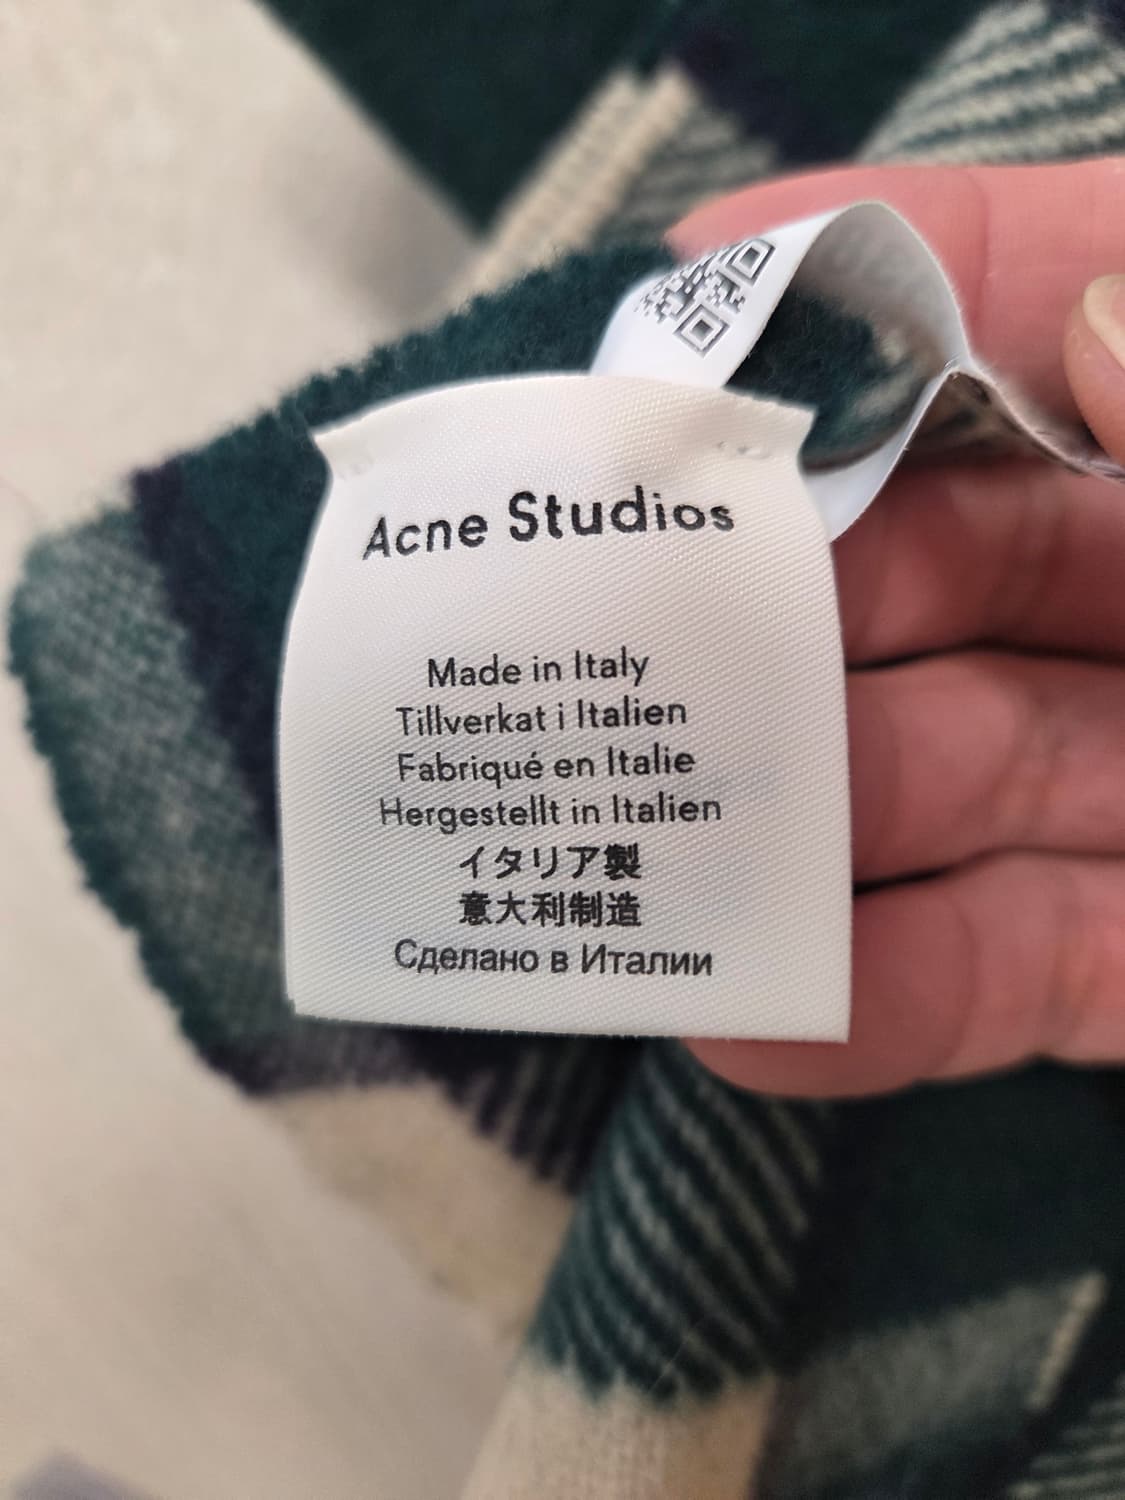 Acne Studios
Made in Italy
Tillverkat i Italien
Fabriqué en Italie
Hergestellt in Italien
イタリア製
意大利制造
Сделано в Италии